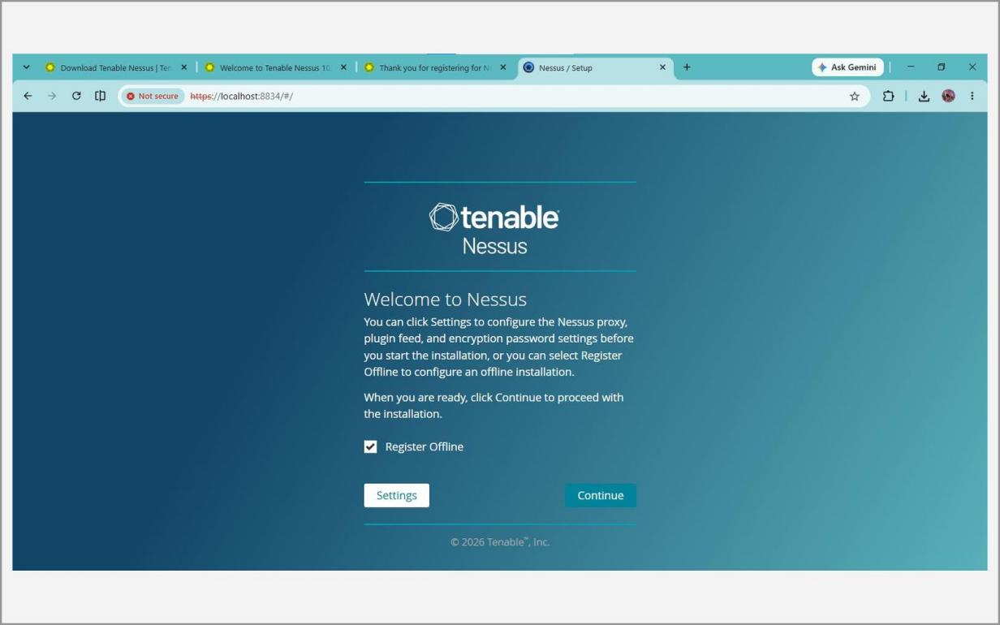 Download Tenable Nessus | Ten
Welcome to Tenable Nessus 10
Thank you for registering for Ne
Nessus / Setup
Ask Gemini
Not secure
https://localhost:8834/#/
tenable
Nessus
Welcome to Nessus
You can click Settings to configure the Nessus proxy,
plugin feed, and encryption password settings before
you start the installation, or you can select Register
Offline to configure an offline installation.
When you are ready, click Continue to proceed with
the installation.
Register Offline
Settings
Continue
© 2026 Tenable™, Inc.